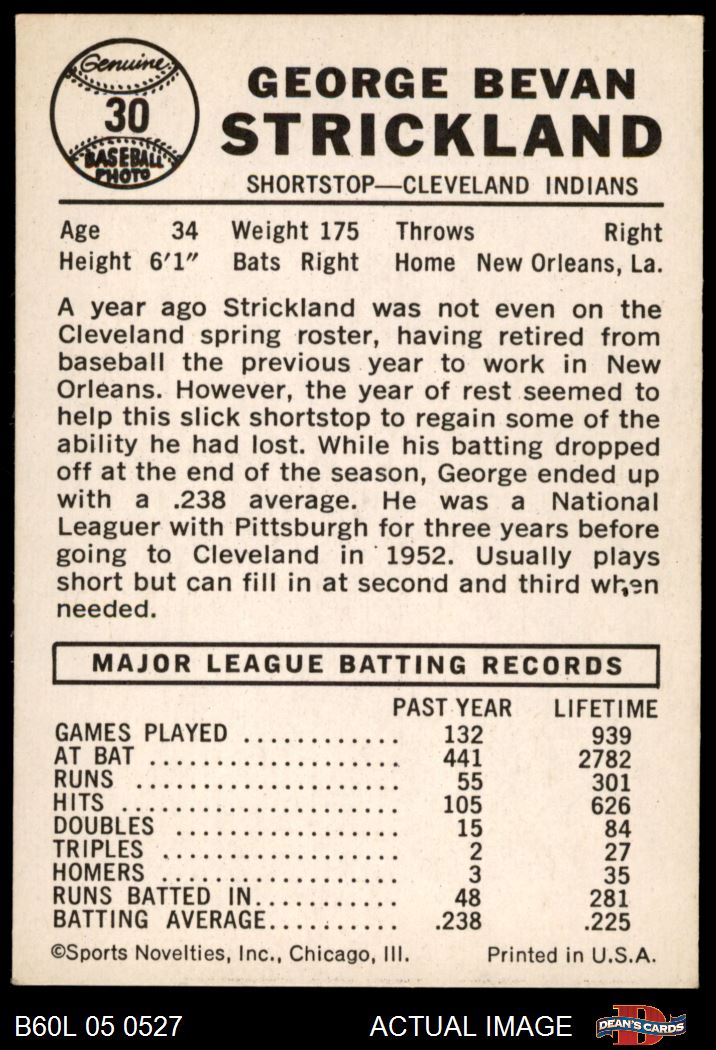 Genuine
30
BASEBALL
PHOTO
GEORGE BEVAN
STRICKLAND
SHORTSTOP—CLEVELAND INDIANS
Age 34 Weight 175 Throws Right
Height 6'1" Bats Right Home New Orleans, La.
A year ago Strickland was not even on the
Cleveland spring roster, having retired from
baseball the previous year to work in New
Orleans. However, the year of rest seemed to
help this slick shortstop to regain some of the
ability he had lost. While his batting dropped
off at the end of the season, George ended up
with a .238 average. He was a National
Leaguer with Pittsburgh for three years before
going to Cleveland in 1952. Usually plays
short but can fill in at second and third when
needed.
MAJOR LEAGUE BATTING RECORDS
PAST YEAR LIFETIME
GAMES PLAYED ............ 132 939
AT BAT ..................... 441 2782
RUNS .................... 55 301
HITS ..................... 105 626
DOUBLES ................. 15 84
TRIPLES .................. 2 27
HOMERS .................. 3 35
RUNS BATTED IN........... 48 281
BATTING AVERAGE.......... .238 .225
©Sports Novelties, Inc., Chicago, Ill. Printed in U.S.A.
B60L 05 0527 ACTUAL IMAGE DEAN'S CARDS